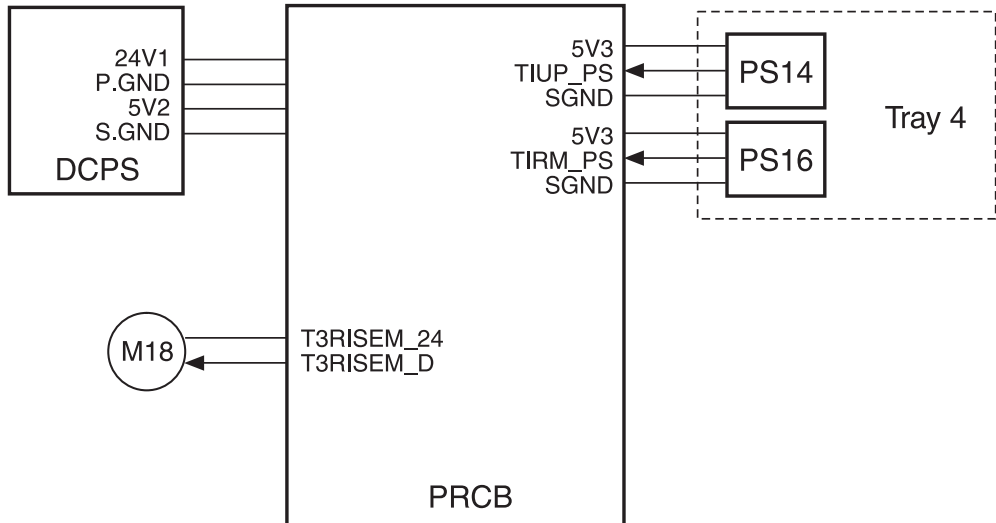 24V1
P.GND
5V2
S.GND
DCPS
5V3
TIUP_PS
SGND
5V3
TIRM_PS
SGND
PS14
PS16
Tray 4
M18
T3RISEM_24
T3RISEM_D
PRCB